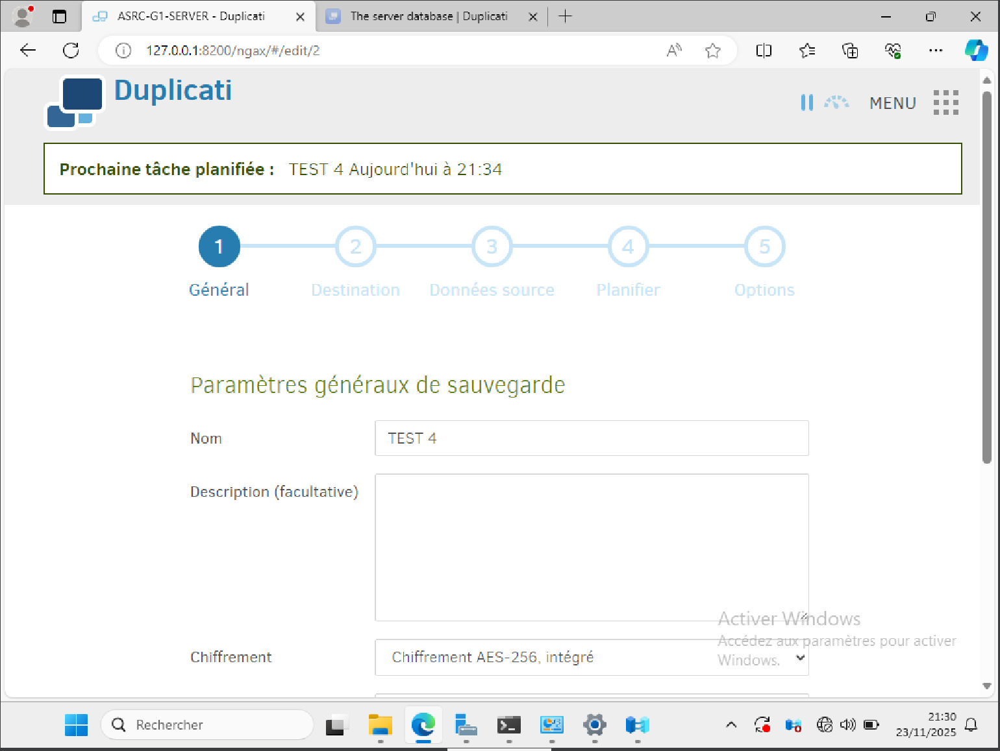 ASRC-G1-SERVER - Duplicati
The server database | Duplicati
127.0.0.1:8200/ngax/#/edit/2
Duplicati
MENU
Prochaine tâche planifiée : TEST 4 Aujourd'hui à 21:34
1
2
3
4
5
Général
Destination
Données source
Planifier
Options
Paramètres généraux de sauvegarde
Nom
TEST 4
Description (facultative)
Chiffrement
Chiffrement AES-256, intégré
Activer Windows
Accédez aux paramètres pour activer
Windows.
Rechercher
21:30
23/11/2025